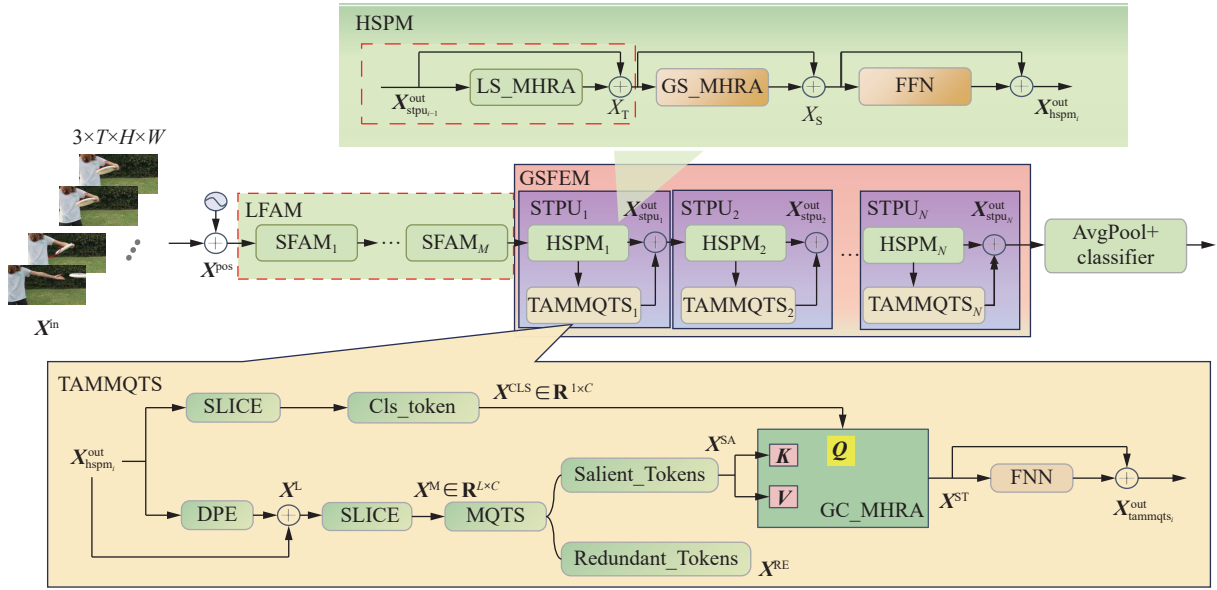 HSPM
LS_MHRA
GS_MHRA
FFN
X^out_stpu_{i−1}
X_T
X_S
X^out_hspm_i
3×T×H×W
GSFEM
LFAM
STPU_1
X^out_stpu_1
STPU_2
X^out_stpu_2
STPU_N
X^out_stpu_N
SFAM_1
...
SFAM_M
HSPM_1
HSPM_2
...
HSPM_N
AvgPool+
classifier
X^pos
TAMMQTS_1
TAMMQTS_2
TAMMQTS_N
X^in
TAMMQTS
SLICE
Cls_token
X^CLS ∈ R^{1×C}
X^out_hspm_i
X^SA
K
Q
V
GC_MHRA
Salient_Tokens
X^L
X^M ∈ R^{L×C}
DPE
SLICE
MQTS
Redundant_Tokens
X^RE
X^ST
FNN
X^out_tammqts_i